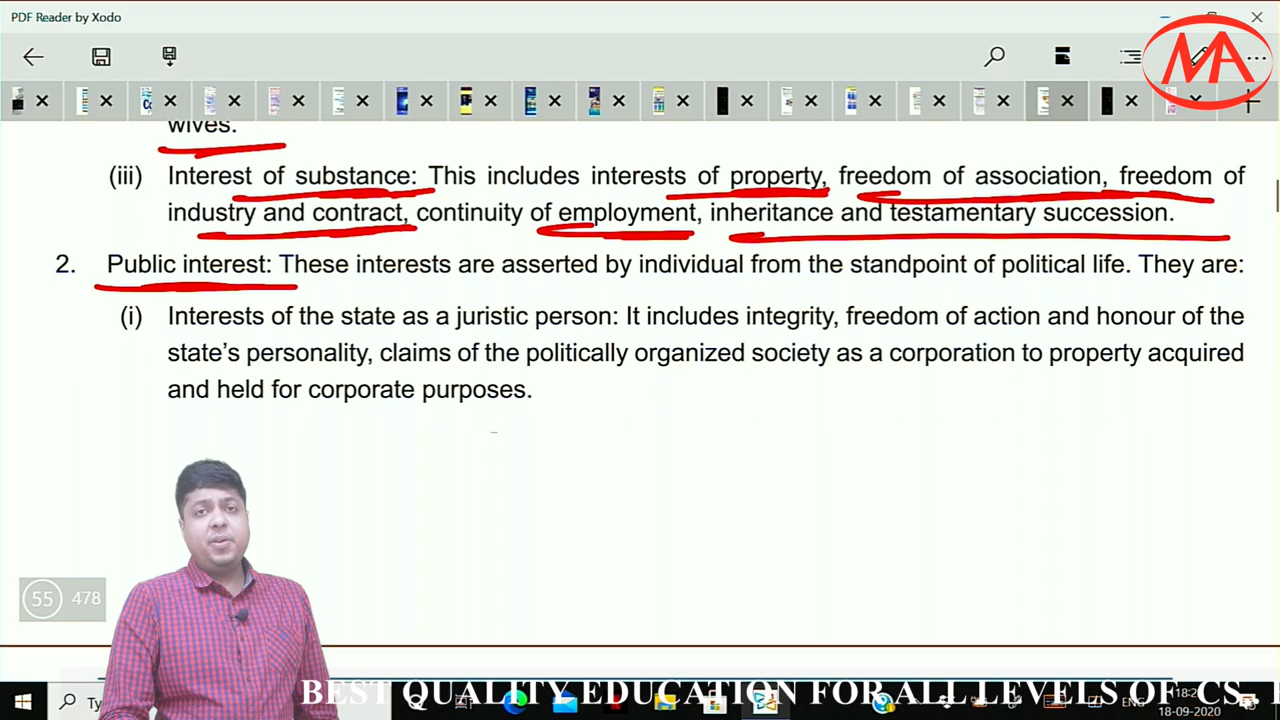 PDF Reader by Xodo
MA
wives.
(iii) Interest of substance: This includes interests of property, freedom of association, freedom of
industry and contract, continuity of employment, inheritance and testamentary succession.
2. Public interest: These interests are asserted by individual from the standpoint of political life. They are:
(i) Interests of the state as a juristic person: It includes integrity, freedom of action and honour of the
state's personality, claims of the politically organized society as a corporation to property acquired
and held for corporate purposes.
55 478
BEST QUALITY EDUCATION FOR ALL LEVELS OF CS,
Ty
ENG
18-09-2020